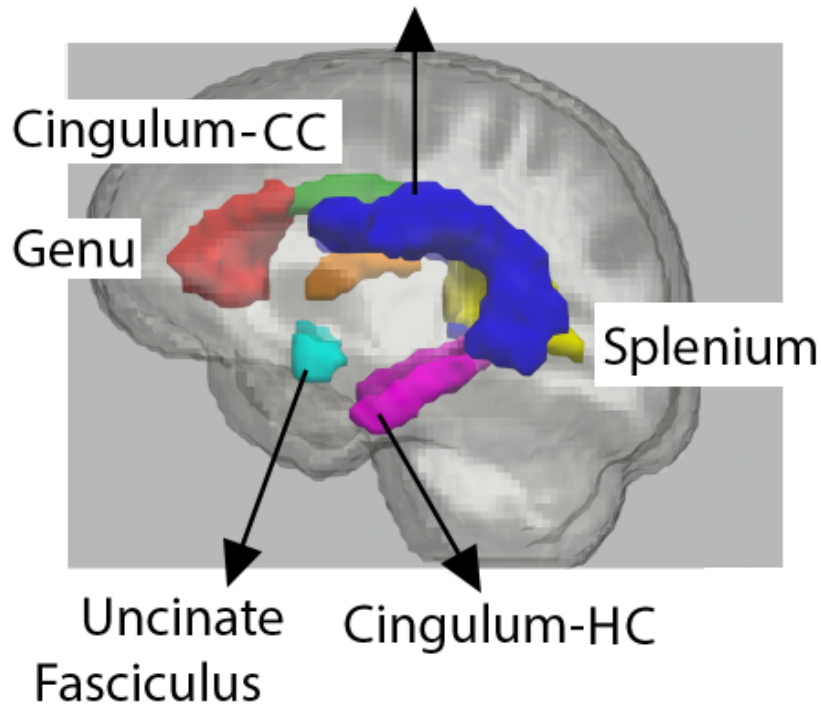 Cingulum-CC
Genu
Splenium
Uncinate
Fasciculus
Cingulum-HC